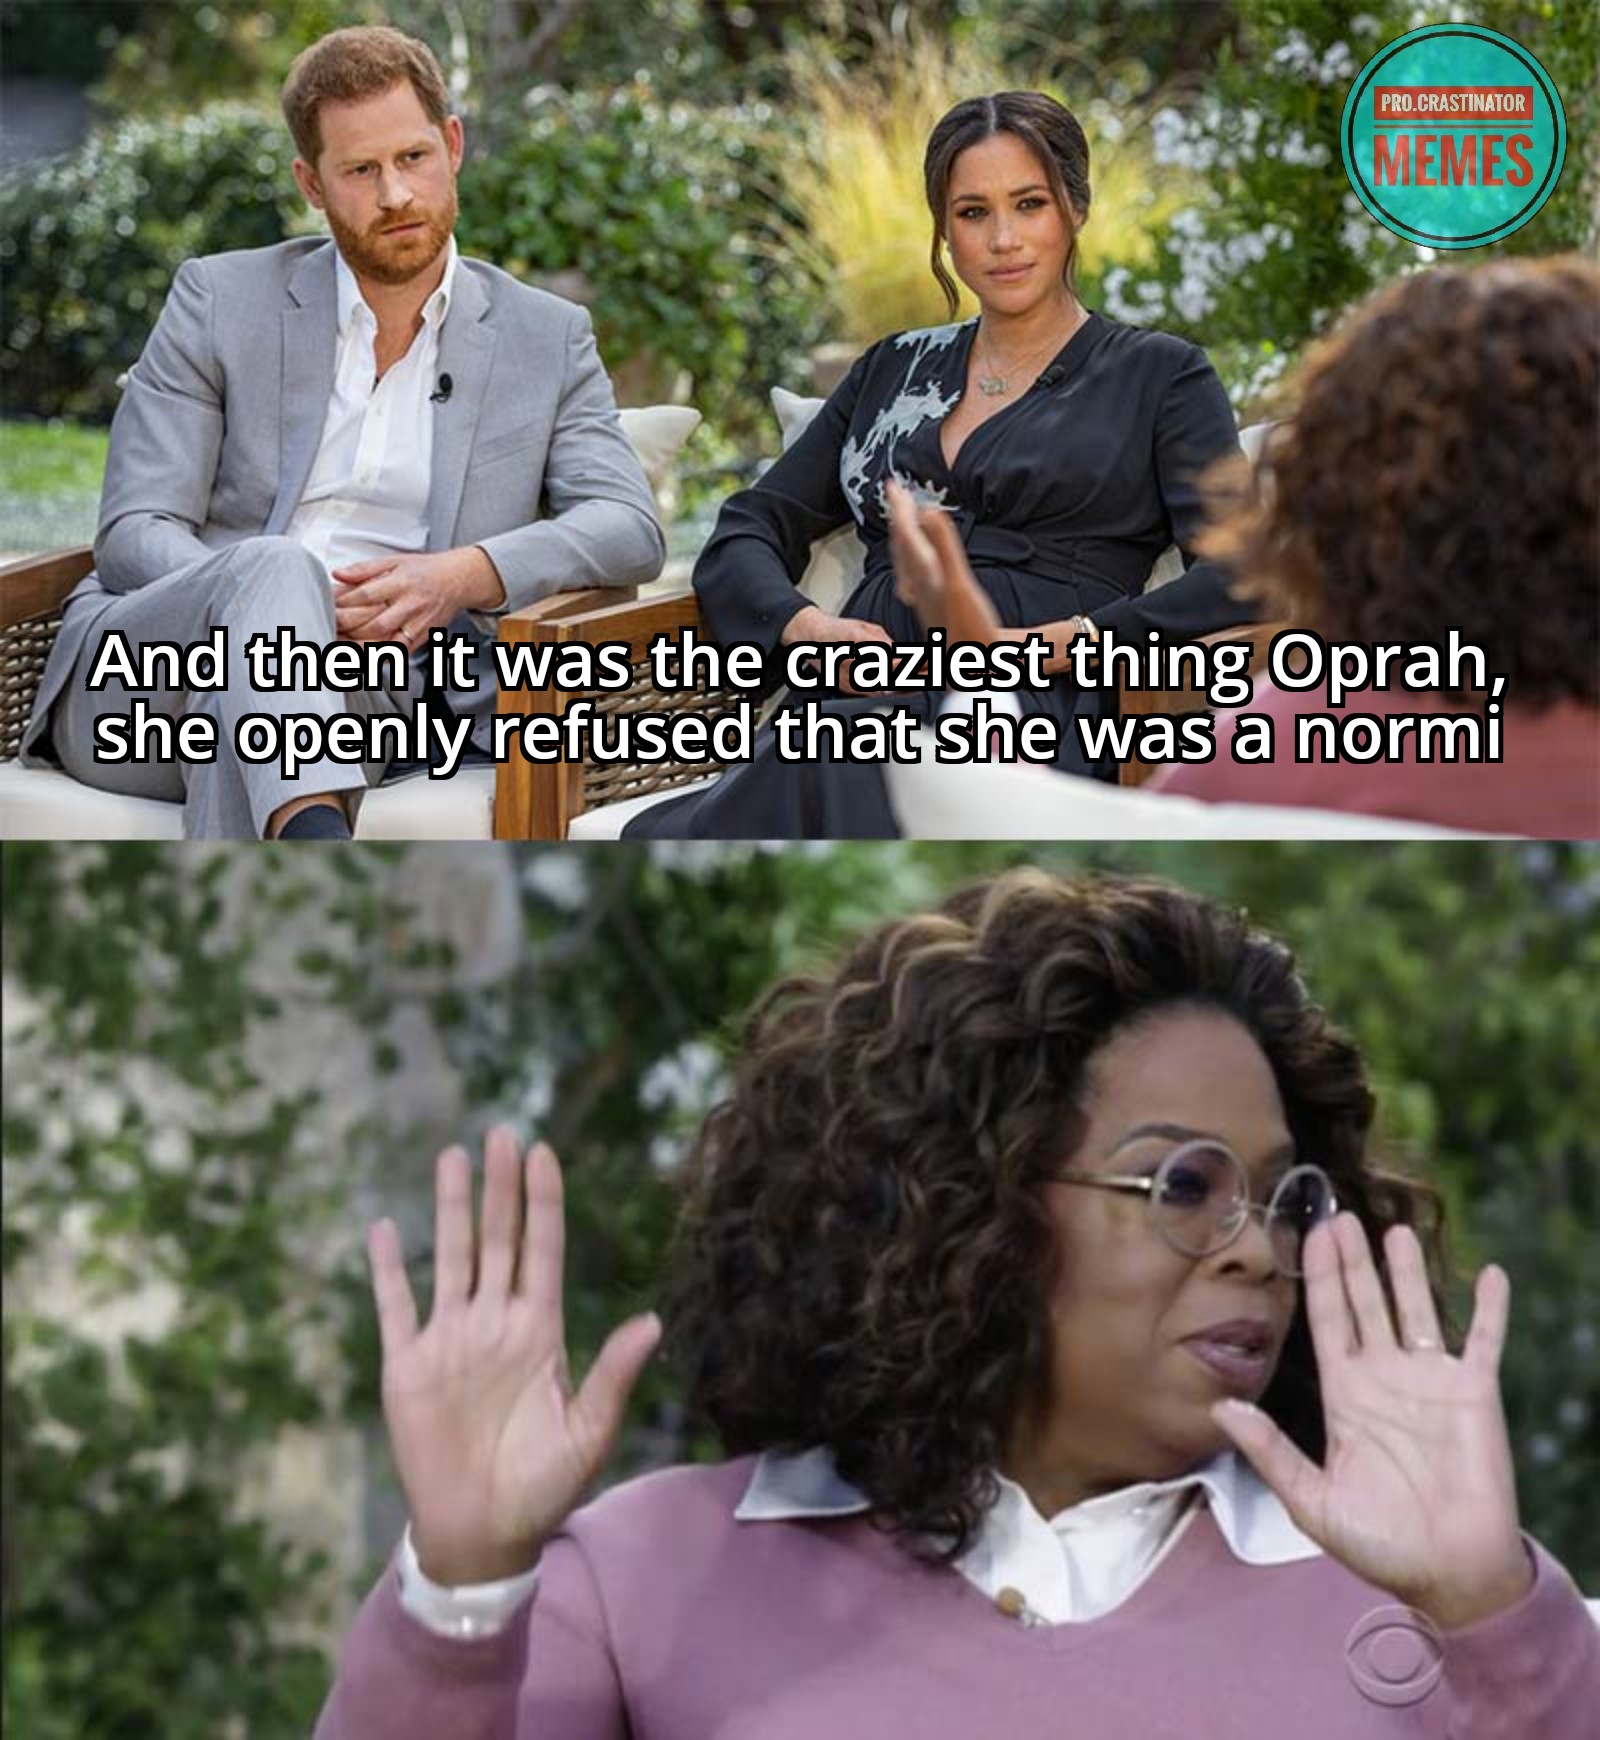 PRO.CRASTINATOR
MEMES
And then it was the craziest thing Oprah,
she openly refused that she was a normi